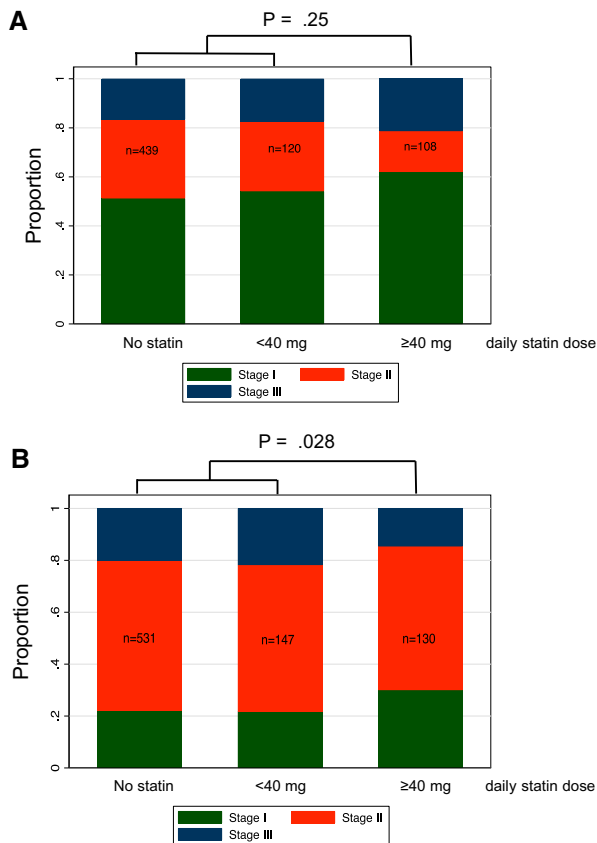 A
P = .25
Proportion
1
.8
.6
.4
.2
0
n=439
n=120
n=108
No statin
<40 mg
≥40 mg
daily statin dose
Stage I
Stage II
Stage III
B
P = .028
Proportion
1
.8
.6
.4
.2
0
n=531
n=147
n=130
No statin
<40 mg
≥40 mg
daily statin dose
Stage I
Stage II
Stage III